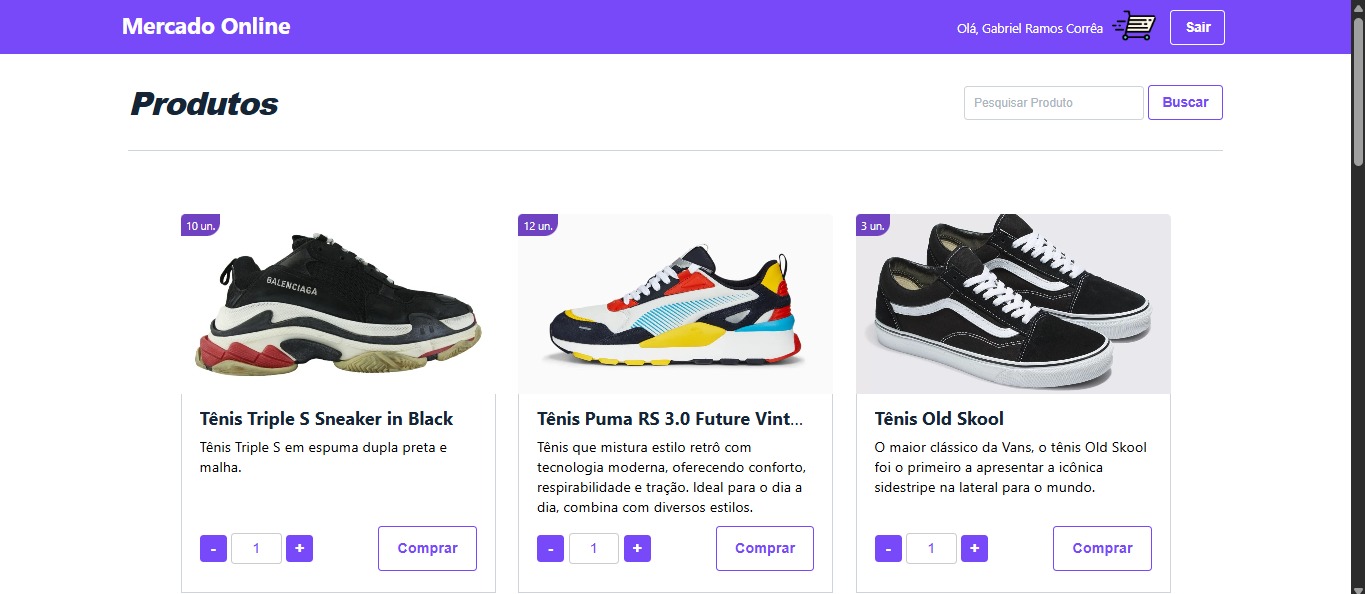 Mercado Online
Olá, Gabriel Ramos Corrêa
Sair
Produtos
Pesquisar Produto
Buscar
10 un.
BALENCIAGA
12 un.
3 un.
Tênis Triple S Sneaker in Black
Tênis Triple S em espuma dupla preta e
malha.
- 1 +
Comprar
Tênis Puma RS 3.0 Future Vint...
Tênis que mistura estilo retrô com
tecnologia moderna, oferecendo conforto,
respirabilidade e tração. Ideal para o dia a
dia, combina com diversos estilos.
- 1 +
Comprar
Tênis Old Skool
O maior clássico da Vans, o tênis Old Skool
foi o primeiro a apresentar a icônica
sidestripe na lateral para o mundo.
- 1 +
Comprar